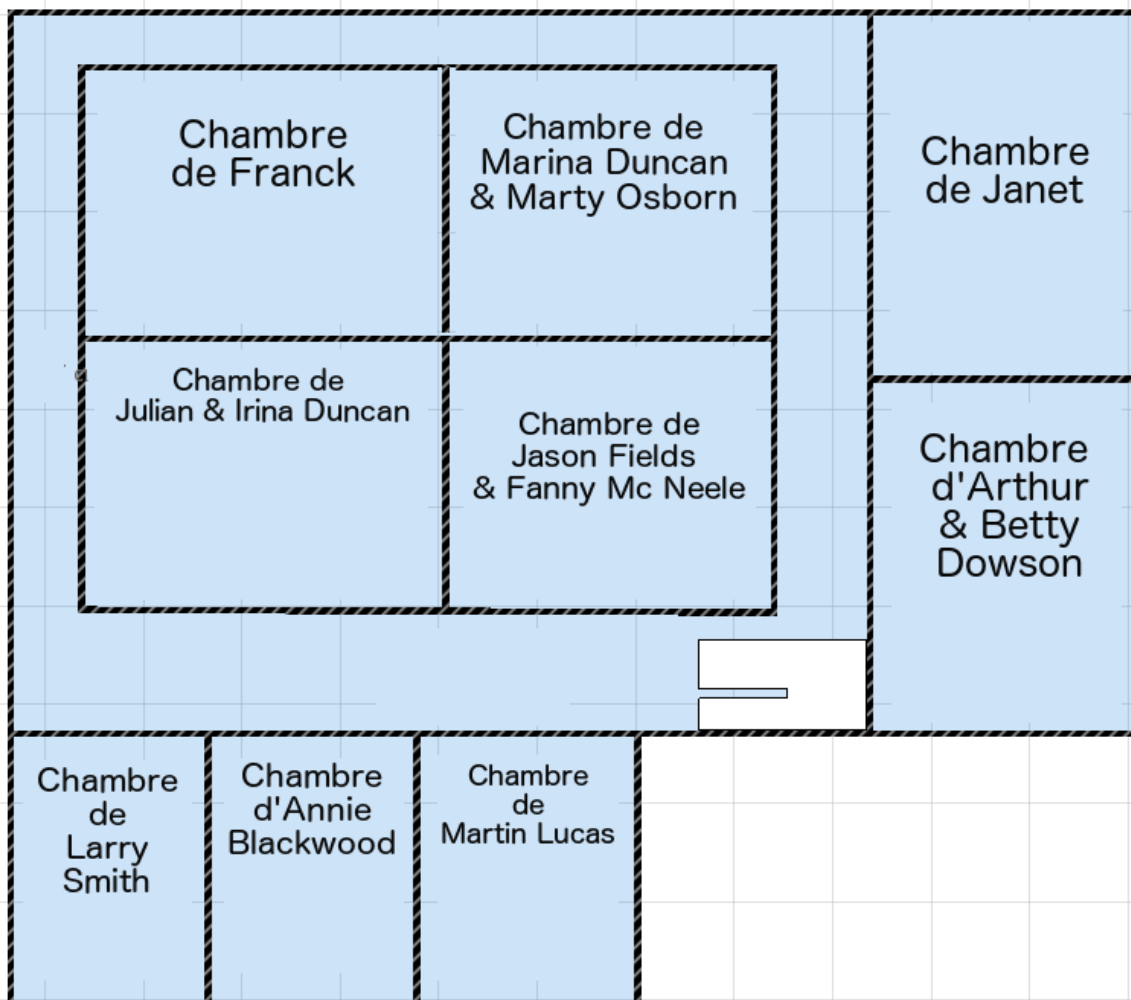 Chambre
de Franck
Chambre de
Marina Duncan
& Marty Osborn
Chambre
de Janet
Chambre de
Julian & Irina Duncan
Chambre de
Jason Fields
& Fanny Mc Neele
Chambre
d'Arthur
& Betty
Dowson
Chambre
de
Larry
Smith
Chambre
d'Annie
Blackwood
Chambre
de
Martin Lucas